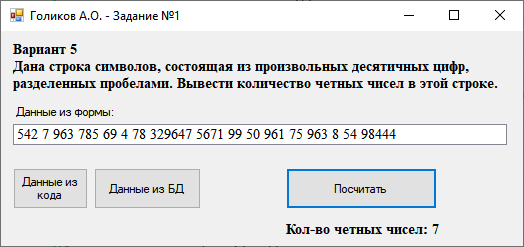 Голиков А.О. - Задание №1
Вариант 5
Дана строка символов, состоящая из произвольных десятичных цифр,
разделенных пробелами. Вывести количество четных чисел в этой строке.
Данные из формы:
542 7 963 785 69 4 78 329647 5671 99 50 961 75 963 8 54 98444
Данные из
кода
Данные из БД
Посчитать
Кол-во четных чисел: 7